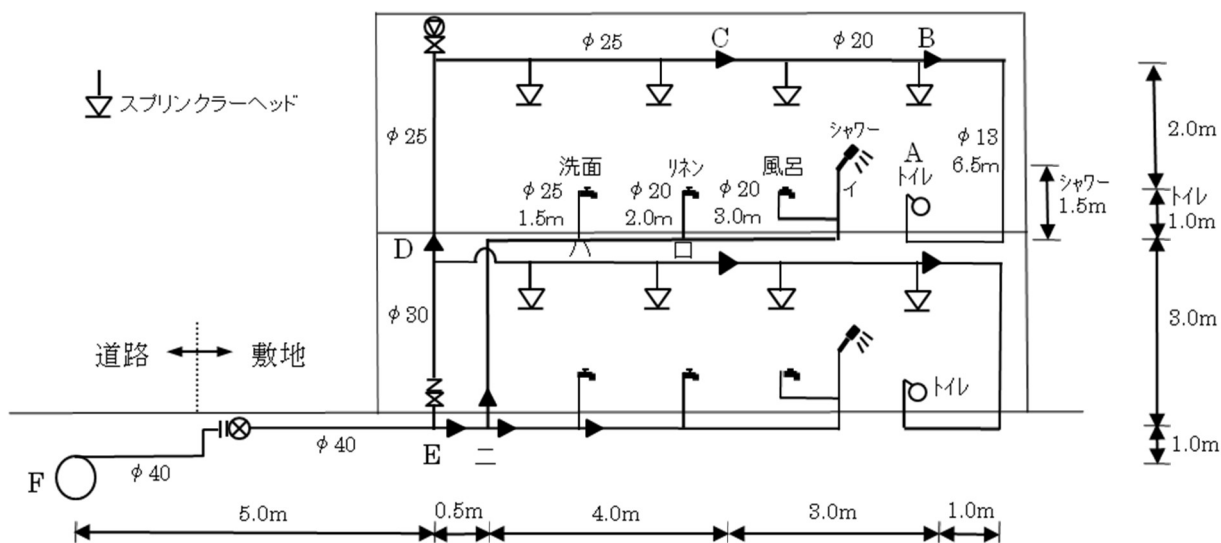 φ25
C
φ20
B
スプリンクラーヘッド
φ25
シャワー
A
トイレ
φ13
6.5m
2.0m
洗面
リネン
風呂
イ
φ25
1.5m
φ20
2.0m
φ20
3.0m
シャワー
1.5m
トイレ
1.0m
D
ハ
ロ
φ30
3.0m
道路
敷地
トイレ
φ40
E
ニ
F
φ40
1.0m
5.0m
0.5m
4.0m
3.0m
1.0m